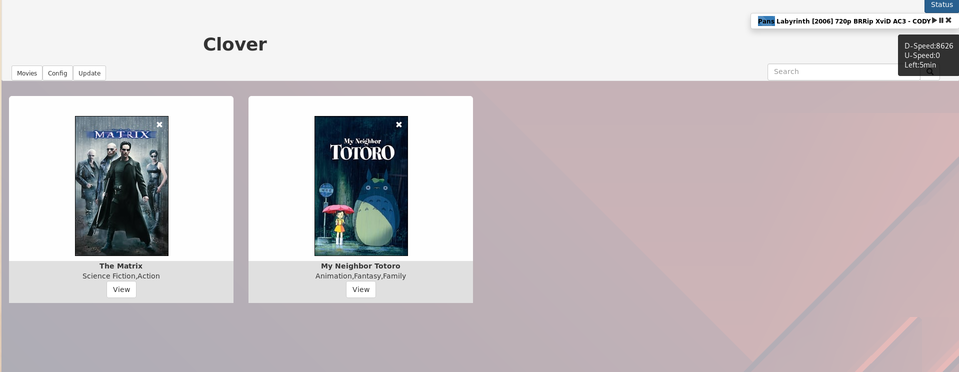 Status
Pans Labyrinth [2006] 720p BRRip XviD AC3 - CODY
Clover
D-Speed:8626
U-Speed:0
Left:5min
Movies
Config
Update
Search
MATRIX
My Neighbor
TOTORO
The Matrix
Science Fiction,Action
View
My Neighbor Totoro
Animation,Fantasy,Family
View